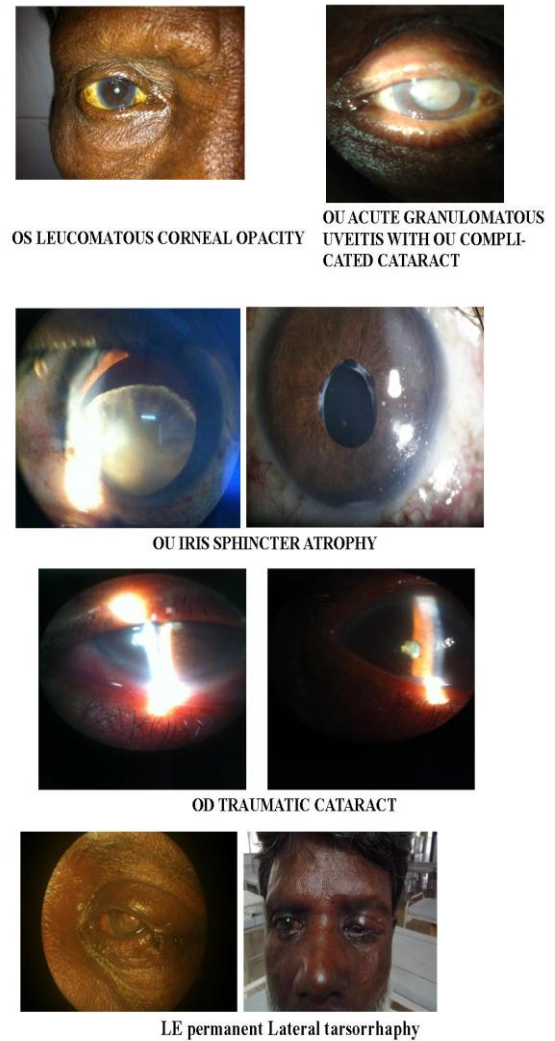 OS LEUCOMATOUS CORNEAL OPACITY
OU ACUTE GRANULOMATOUS
UVEITIS WITH OU COMPLI-
CATED CATARACT
OU IRIS SPHINCTER ATROPHY
OD TRAUMATIC CATARACT
LE permanent Lateral tarsorrhaphy